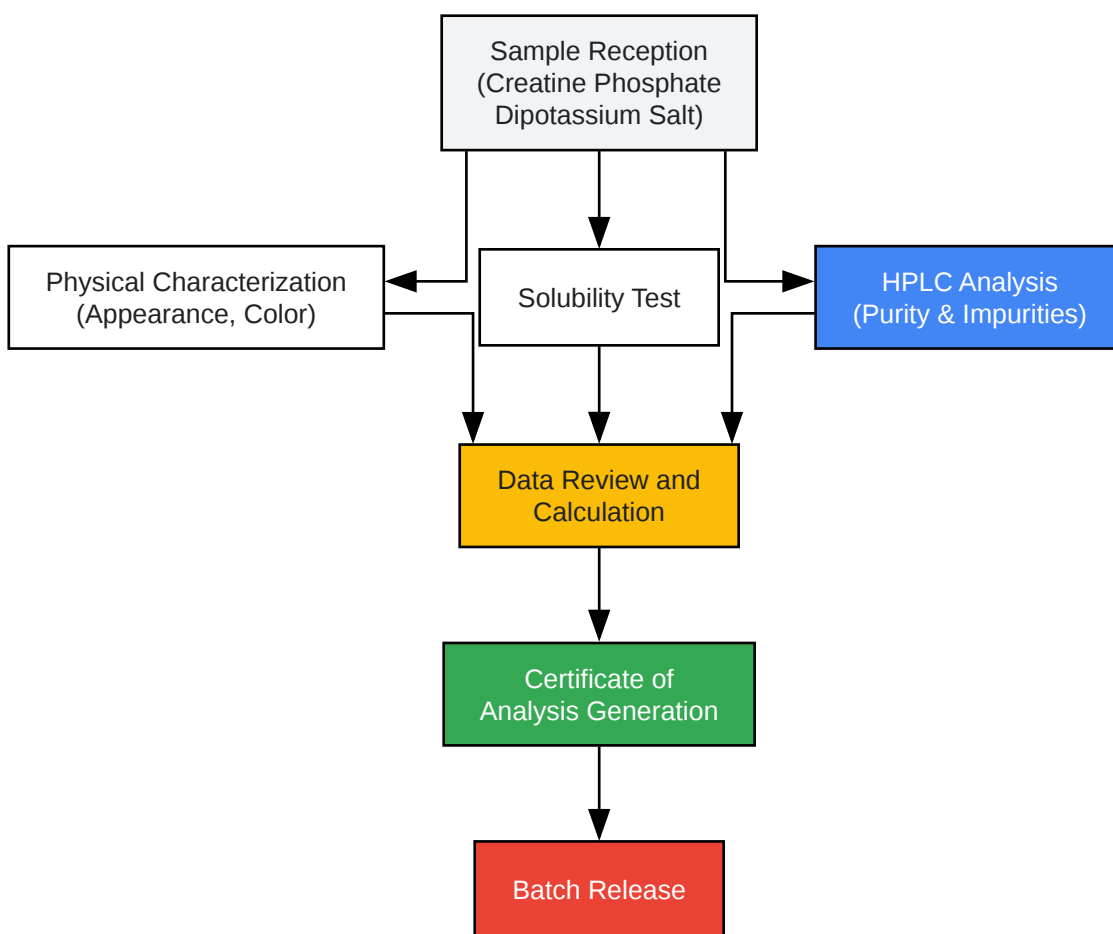 Sample Reception
(Creatine Phosphate
Dipotassium Salt)
Physical Characterization
(Appearance, Color)
Solubility Test
HPLC Analysis
(Purity & Impurities)
Data Review and
Calculation
Certificate of
Analysis Generation
Batch Release